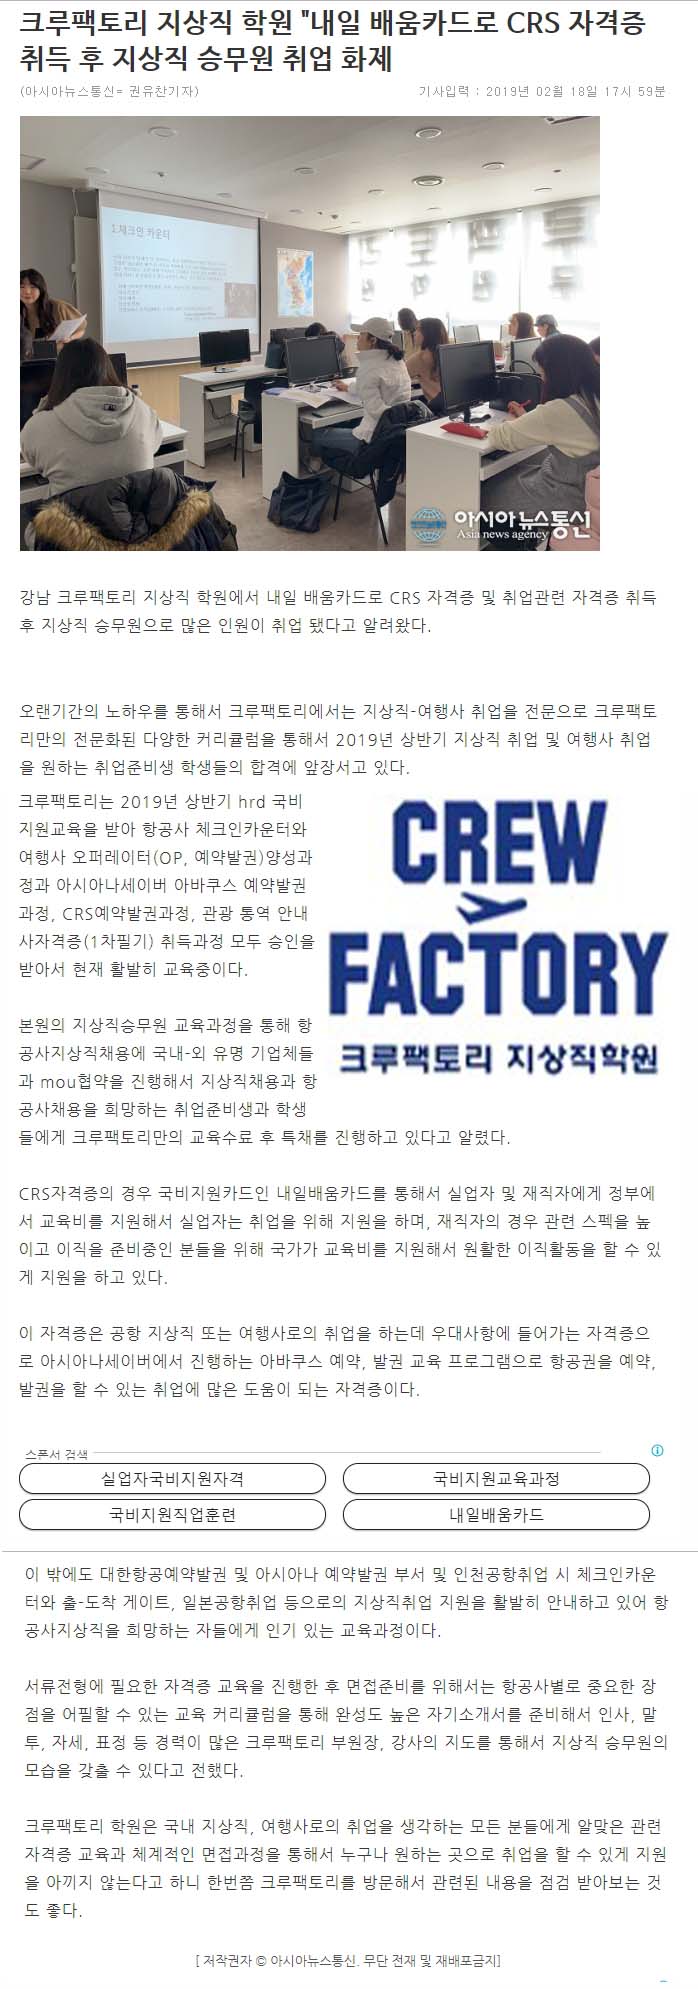 크루팩토리 지상직 학원 "내일 배움카드로 CRS 자격증
취득 후 지상직 승무원 취업 화제
(아시아뉴스통신= 권유찬기자)
기사입력 : 2019년 02월 18일 17시 59분
1.체크인 카운터
아시아뉴스통신
Asia news agency
강남 크루팩토리 지상직 학원에서 내일 배움카드로 CRS 자격증 및 취업관련 자격증 취득
후 지상직 승무원으로 많은 인원이 취업 됐다고 알려왔다.
오랜기간의 노하우를 통해서 크루팩토리에서는 지상직-여행사 취업을 전문으로 크루팩토
리만의 전문화된 다양한 커리큘럼을 통해서 2019년 상반기 지상직 취업 및 여행사 취업
을 원하는 취업준비생 학생들의 합격에 앞장서고 있다.
크루팩토리는 2019년 상반기 hrd 국비
지원교육을 받아 항공사 체크인카운터와
여행사 오퍼레이터(OP, 예약발권)양성과
정과 아시아나세이버 아바쿠스 예약발권
과정, CRS예약발권과정, 관광 통역 안내
사자격증(1차필기) 취득과정 모두 승인을
받아서 현재 활발히 교육중이다.
CREW
FACTORY
크루팩토리 지상직학원
본원의 지상직승무원 교육과정을 통해 항
공사지상직채용에 국내-외 유명 기업체들
과 mou협약을 진행해서 지상직채용과 항
공사채용을 희망하는 취업준비생과 학생
들에게 크루팩토리만의 교육수료 후 특채를 진행하고 있다고 알렸다.
CRS자격증의 경우 국비지원카드인 내일배움카드를 통해서 실업자 및 재직자에게 정부에
서 교육비를 지원해서 실업자는 취업을 위해 지원을 하며, 재직자의 경우 관련 스펙을 높
이고 이직을 준비중인 분들을 위해 국가가 교육비를 지원해서 원활한 이직활동을 할 수 있
게 지원을 하고 있다.
이 자격증은 공항 지상직 또는 여행사로의 취업을 하는데 우대사항에 들어가는 자격증으
로 아시아나세이버에서 진행하는 아바쿠스 예약, 발권 교육 프로그램으로 항공권을 예약,
발권을 할 수 있는 취업에 많은 도움이 되는 자격증이다.
스폰서 검색
실업자국비지원자격
국비지원교육과정
국비지원직업훈련
내일배움카드
이 밖에도 대한항공예약발권 및 아시아나 예약발권 부서 및 인천공항취업 시 체크인카운
터와 출-도착 게이트, 일본공항취업 등으로의 지상직취업 지원을 활발히 안내하고 있어 항
공사지상직을 희망하는 자들에게 인기 있는 교육과정이다.
서류전형에 필요한 자격증 교육을 진행한 후 면접준비를 위해서는 항공사별로 중요한 장
점을 어필할 수 있는 교육 커리큘럼을 통해 완성도 높은 자기소개서를 준비해서 인사, 말
투, 자세, 표정 등 경력이 많은 크루팩토리 부원장, 강사의 지도를 통해서 지상직 승무원의
모습을 갖출 수 있다고 전했다.
크루팩토리 학원은 국내 지상직, 여행사로의 취업을 생각하는 모든 분들에게 알맞은 관련
자격증 교육과 체계적인 면접과정을 통해서 누구나 원하는 곳으로 취업을 할 수 있게 지원
을 아끼지 않는다고 하니 한번쯤 크루팩토리를 방문해서 관련된 내용을 점검 받아보는 것
도 좋다.
[ 저작권자 © 아시아뉴스통신. 무단 전재 및 재배포금지]